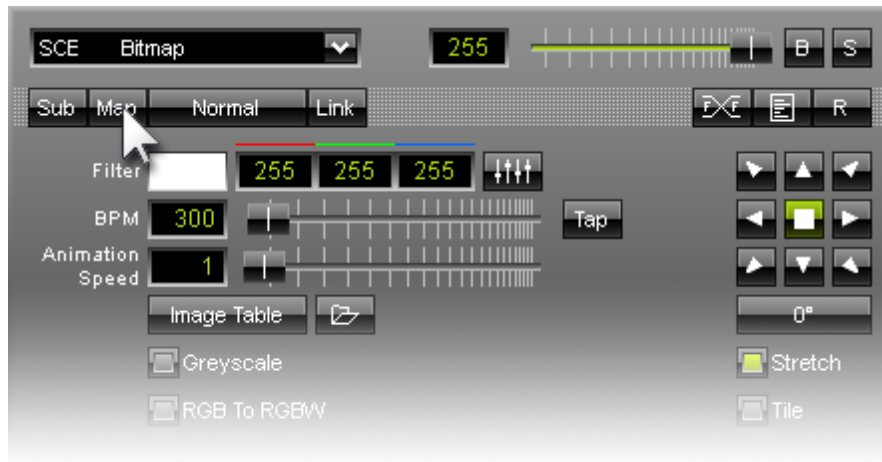 SCE Bitmap 255 B S
Sub Map Normal Link R
Filter 255 255 255
BPM 300 Tap
Animation
Speed 1
Image Table 0°
Greyscale Stretch
RGB To RGBW Tile